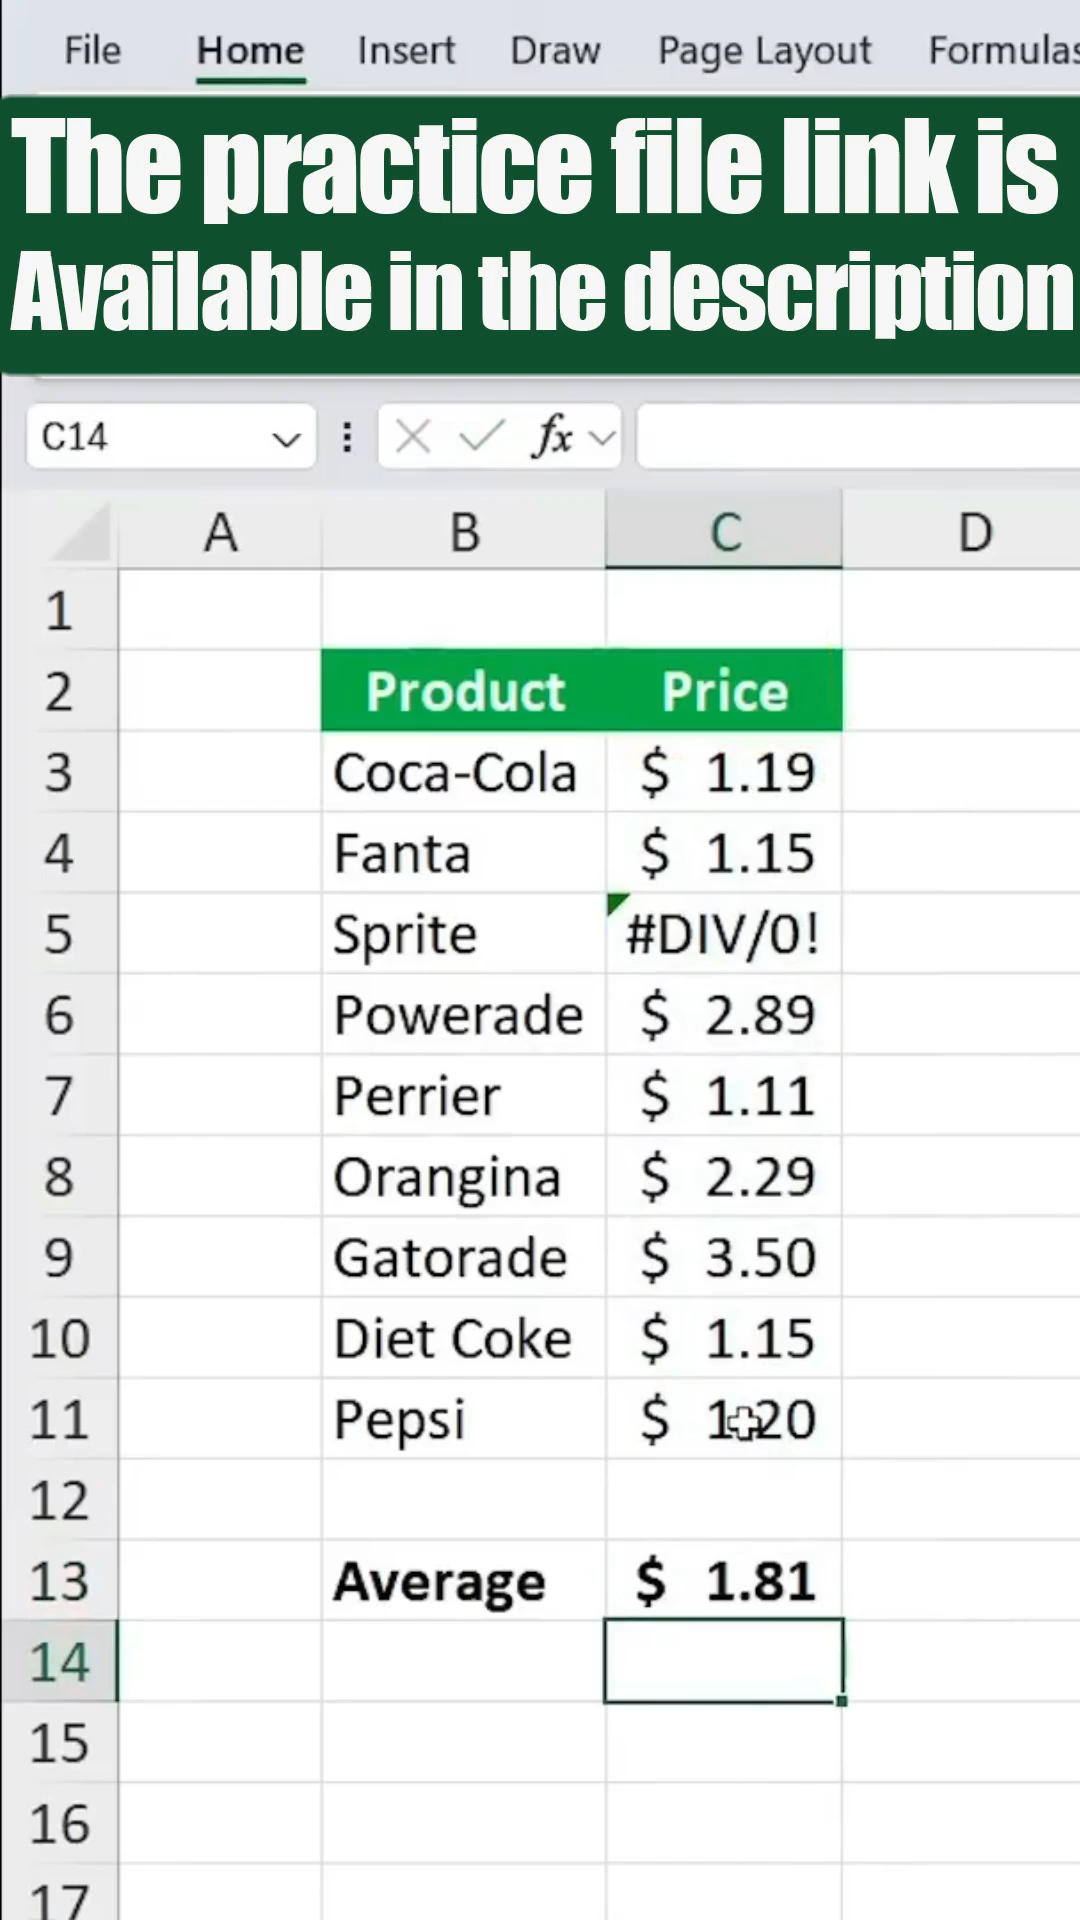 File Home Insert Draw Page Layout Formulas
The practice file link is
Available in the description
C14 fx
A B C D
1
2 Product Price
3 Coca-Cola $ 1.19
4 Fanta $ 1.15
5 Sprite #DIV/0!
6 Powerade $ 2.89
7 Perrier $ 1.11
8 Orangina $ 2.29
9 Gatorade $ 3.50
10 Diet Coke $ 1.15
11 Pepsi $ 1.20
12
13 Average $ 1.81
14
15
16
17